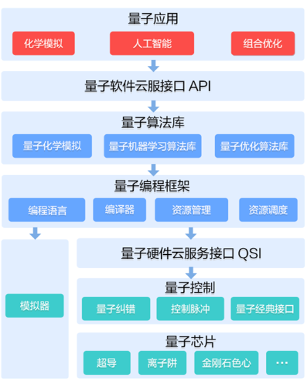 量子应用
化学模拟 人工智能 组合优化
量子软件云服接口 API
量子算法库
量子化学模拟 量子机器学习算法库 量子优化算法库
量子编程框架
编程语言 编译器 资源管理 资源调度
量子硬件云服务接口 QSI
模拟器
量子控制
量子纠错 控制脉冲 量子经典接口
量子芯片
超导 离子阱 金刚石色心 ···